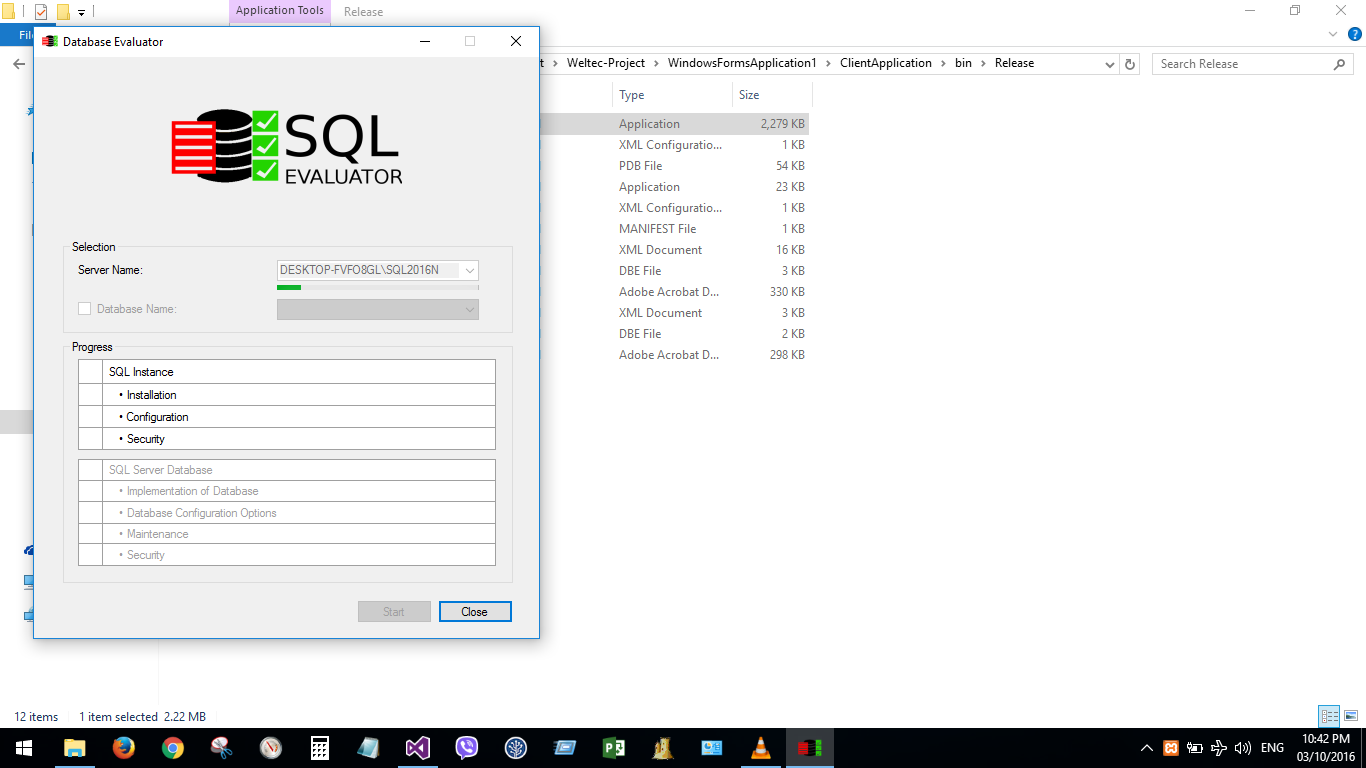 Application Tools
Release
Fil
Database Evaluator
t > Weltec-Project > WindowsFormsApplication1 > ClientApplication > bin > Release
Search Release
Type Size
Application 2,279 KB
XML Configuratio... 1 KB
PDB File 54 KB
Application 23 KB
XML Configuratio... 1 KB
MANIFEST File 1 KB
XML Document 16 KB
DBE File 3 KB
Adobe Acrobat D... 330 KB
XML Document 3 KB
DBE File 2 KB
Adobe Acrobat D... 298 KB
SQL
EVALUATOR
Selection
Server Name: DESKTOP-FVFO8GL\SQL2016N
Database Name:
Progress
SQL Instance
• Installation
• Configuration
• Security
SQL Server Database
• Implementation of Database
• Database Configuration Options
• Maintenance
• Security
Start Close
12 items 1 item selected 2.22 MB
ENG
10:42 PM
03/10/2016